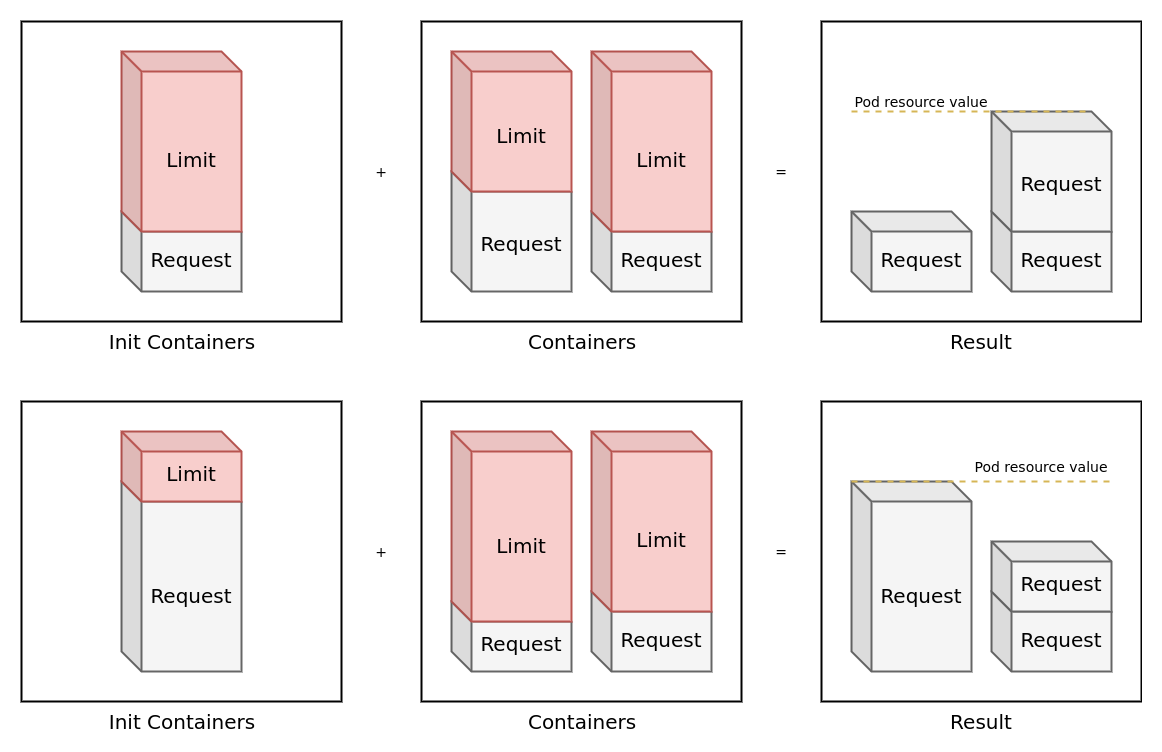 Limit
Request
Init Containers
+
Limit
Request
Limit
Request
Containers
=
Pod resource value
Request
Request
Request
Result
Limit
Request
Init Containers
+
Limit
Request
Limit
Request
Containers
=
Pod resource value
Request
Request
Request
Result